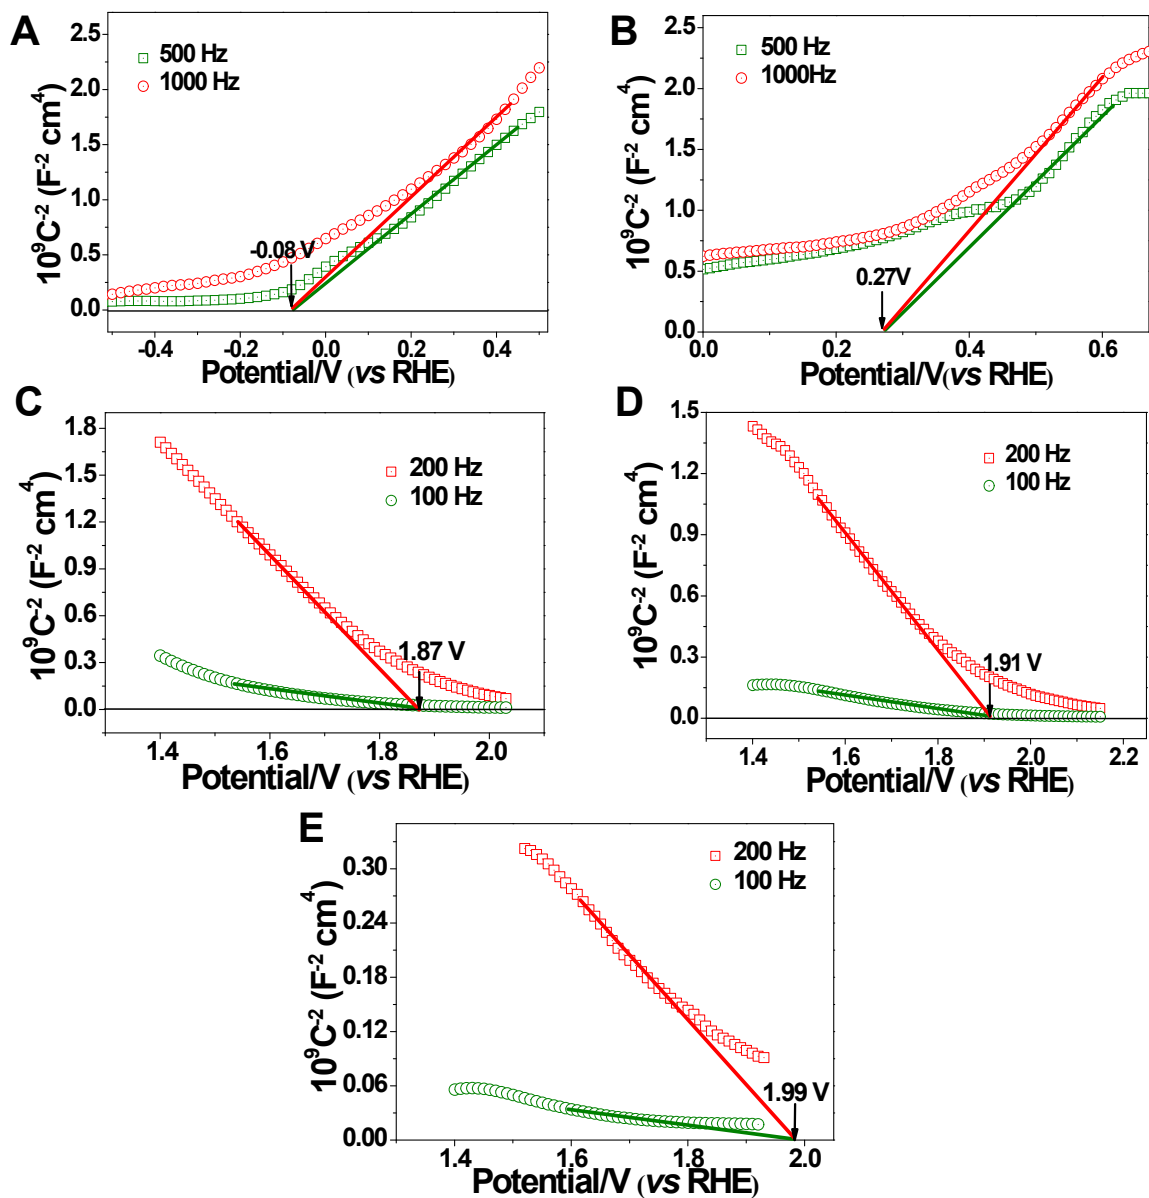 A
500 Hz
1000 Hz
-0.08 V
10⁹C⁻² (F⁻² cm⁴)
2.5
2.0
1.5
1.0
0.5
0.0
-0.4 -0.2 0.0 0.2 0.4
Potential/V (vs RHE)
B
500 Hz
1000Hz
0.27V
10⁹C⁻² (F⁻² cm⁴)
2.5
2.0
1.5
1.0
0.5
0.0
0.0 0.2 0.4 0.6
Potential/V(vs RHE)
C
200 Hz
100 Hz
1.87 V
10⁹C⁻² (F⁻² cm⁴)
1.8
1.5
1.2
0.9
0.6
0.3
0.0
1.4 1.6 1.8 2.0
Potential/V (vs RHE)
D
200 Hz
100 Hz
1.91 V
10⁹C⁻² (F⁻² cm⁴)
1.5
1.2
0.9
0.6
0.3
0.0
1.4 1.6 1.8 2.0 2.2
Potential/V (vs RHE)
E
200 Hz
100 Hz
1.99 V
10⁹C⁻² (F⁻² cm⁴)
0.30
0.24
0.18
0.12
0.06
0.00
1.4 1.6 1.8 2.0
Potential/V (vs RHE)